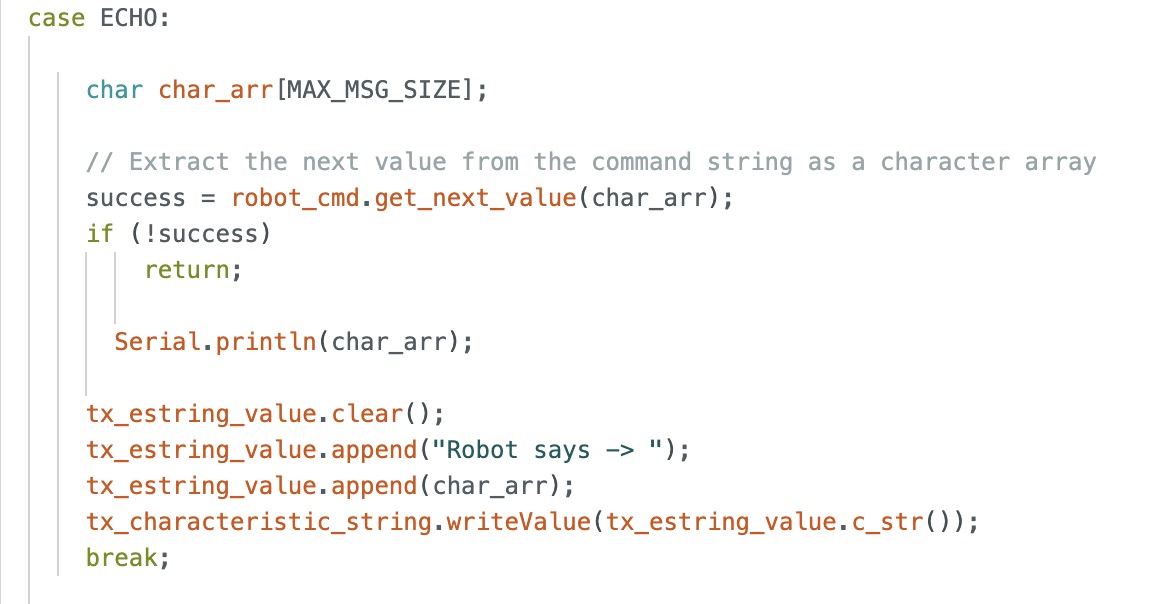 case ECHO:
char char_arr[MAX_MSG_SIZE];
// Extract the next value from the command string as a character array
success = robot_cmd.get_next_value(char_arr);
if (!success)
return;
Serial.println(char_arr);
tx_estring_value.clear();
tx_estring_value.append("Robot says -> ");
tx_estring_value.append(char_arr);
tx_characteristic_string.writeValue(tx_estring_value.c_str());
break;